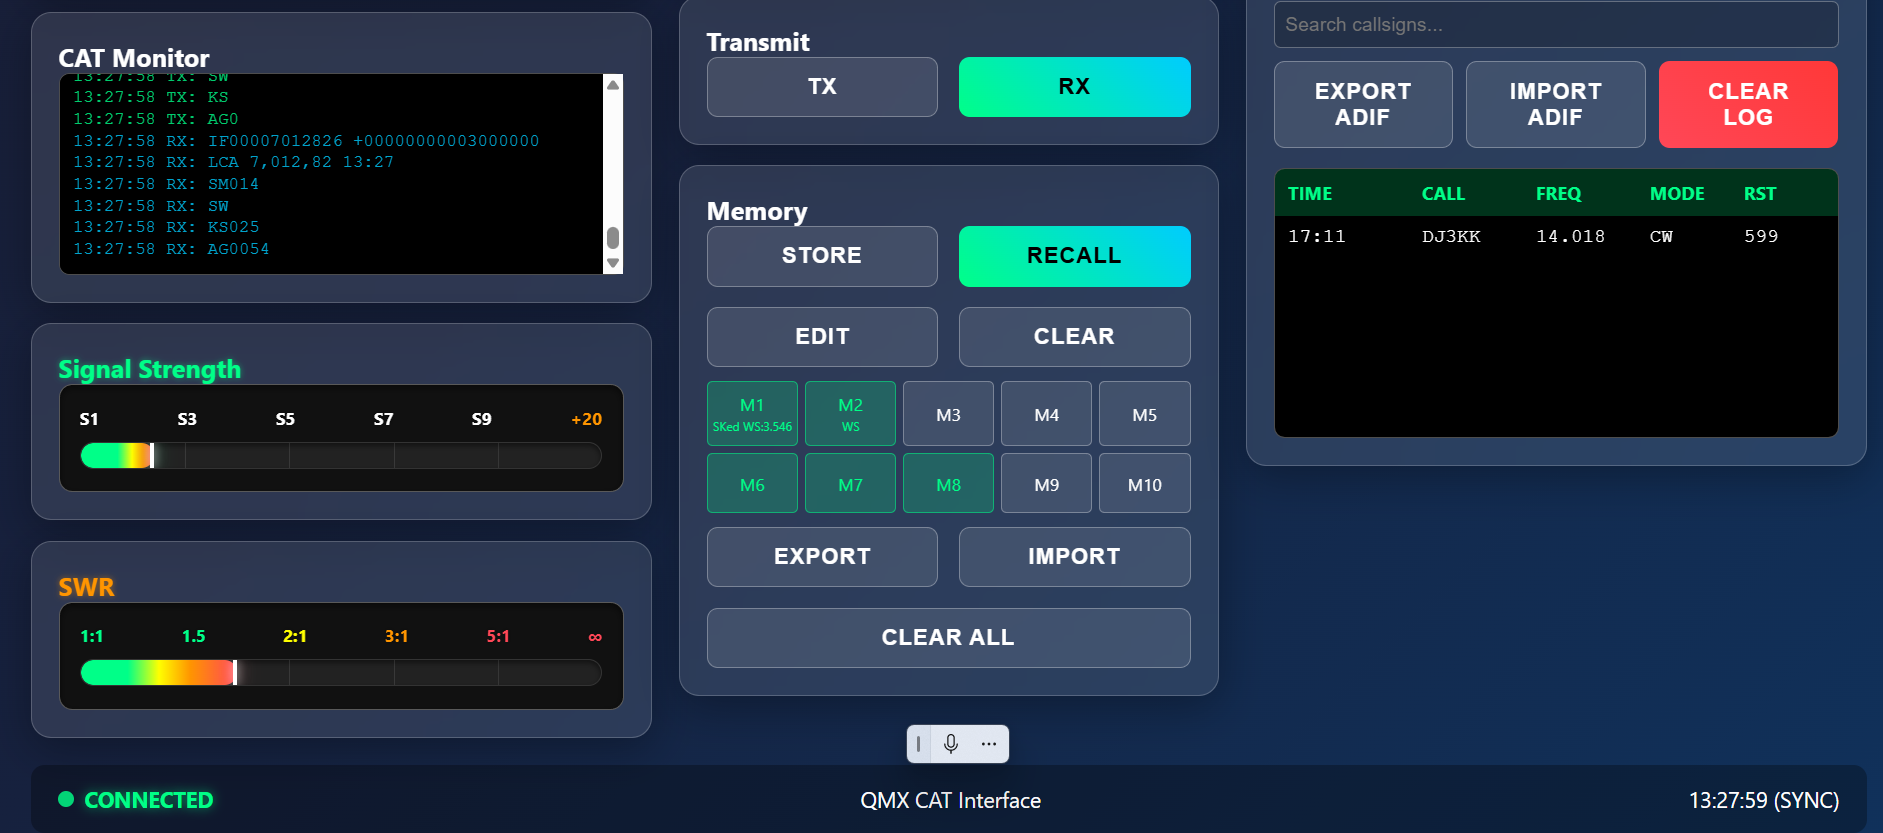 CAT Monitor
13:27:58 TX: SW
13:27:58 TX: KS
13:27:58 TX: AG0
13:27:58 RX: IF00007012826 +00000000003000000
13:27:58 RX: LCA 7,012,82 13:27
13:27:58 RX: SM014
13:27:58 RX: SW
13:27:58 RX: KS025
13:27:58 RX: AG0054
Signal Strength
S1 S3 S5 S7 S9 +20
SWR
1:1 1.5 2:1 3:1 5:1 ∞
Transmit
TX RX
Memory
STORE RECALL
EDIT CLEAR
M1 M2 M3 M4 M5
SKed WS:3.546 WS
M6 M7 M8 M9 M10
EXPORT IMPORT
CLEAR ALL
Search callsigns...
EXPORT
ADIF
IMPORT
ADIF
CLEAR
LOG
TIME CALL FREQ MODE RST
17:11 DJ3KK 14.018 CW 599
CONNECTED QMX CAT Interface 13:27:59 (SYNC)